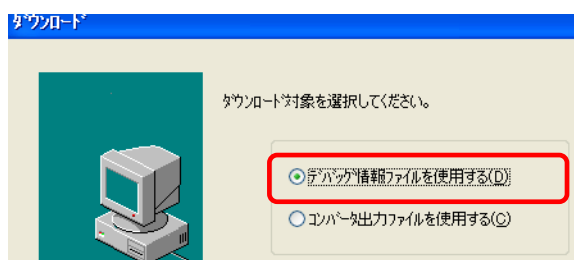 ﾀﾞｳﾝﾛｰﾄﾞ
ﾀﾞｳﾝﾛｰﾄﾞ対象を選択してください。
ﾃﾞﾊﾞｯｸﾞ情報ﾌｧｲﾙを使用する(D)
ｺﾝﾊﾞｰﾀ出力ﾌｧｲﾙを使用する(C)